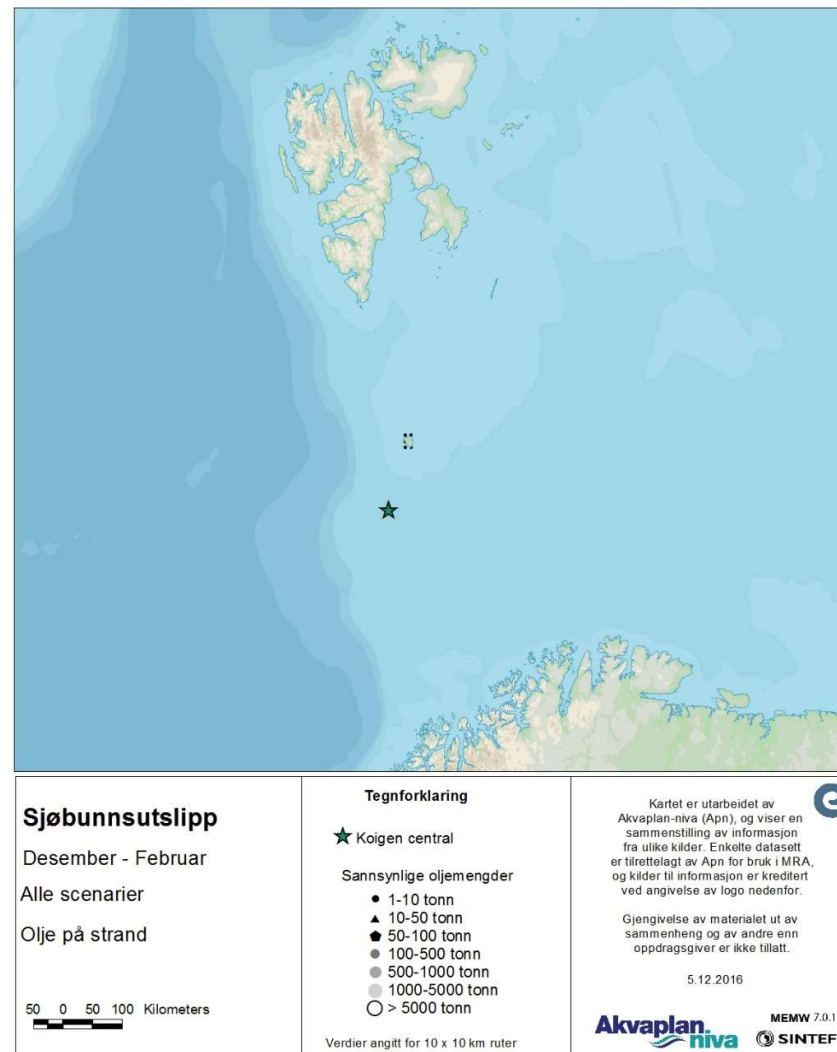 Sjøbunnsutslipp
Desember - Februar
Alle scenarier
Olje på strand
50 0 50 100 Kilometers
Tegnforklaring
Koigen central
Sannsynlige oljemengder
1-10 tonn
10-50 tonn
50-100 tonn
100-500 tonn
500-1000 tonn
1000-5000 tonn
> 5000 tonn
Verdier angitt for 10 x 10 km ruter
Kartet er utarbeidet av
Akvaplan-niva (Apn), og viser en
sammenstilling av informasjon
fra ulike kilder. Enkelte datasett
er tilrettelagt av Apn for bruk i MRA,
og kilder til informasjon er kreditert
ved angivelse av logo nedenfor.
Gjengivelse av materialet ut av
sammenheng og av andre enn
oppdragsgiver er ikke tillatt.
5.12.2016
Akvaplan
niva
MEMW 7.0.1
SINTEF